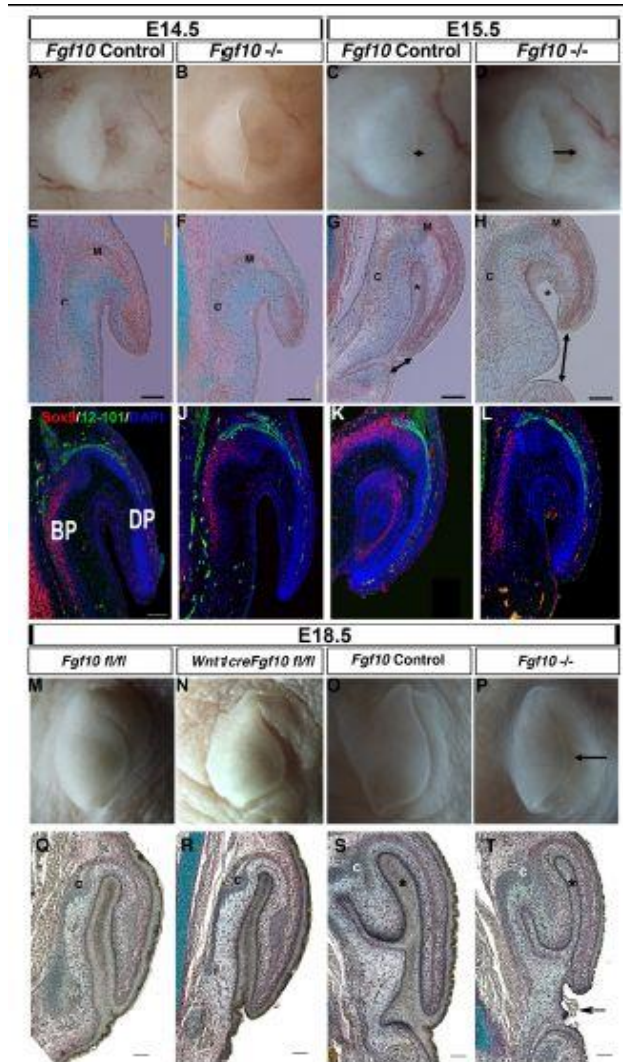 E14.5 E15.5
Fgf10 Control Fgf10 -/- Fgf10 Control Fgf10 -/-
A B C D
E M C F M C G M C * H M C *
I Sox9/12-101/DAPI J K L
BP DP
E18.5
Fgf10 fl/fl Wnt1creFgf10 fl/fl Fgf10 Control Fgf10 -/-
M N O P
Q C R C S C * T C *